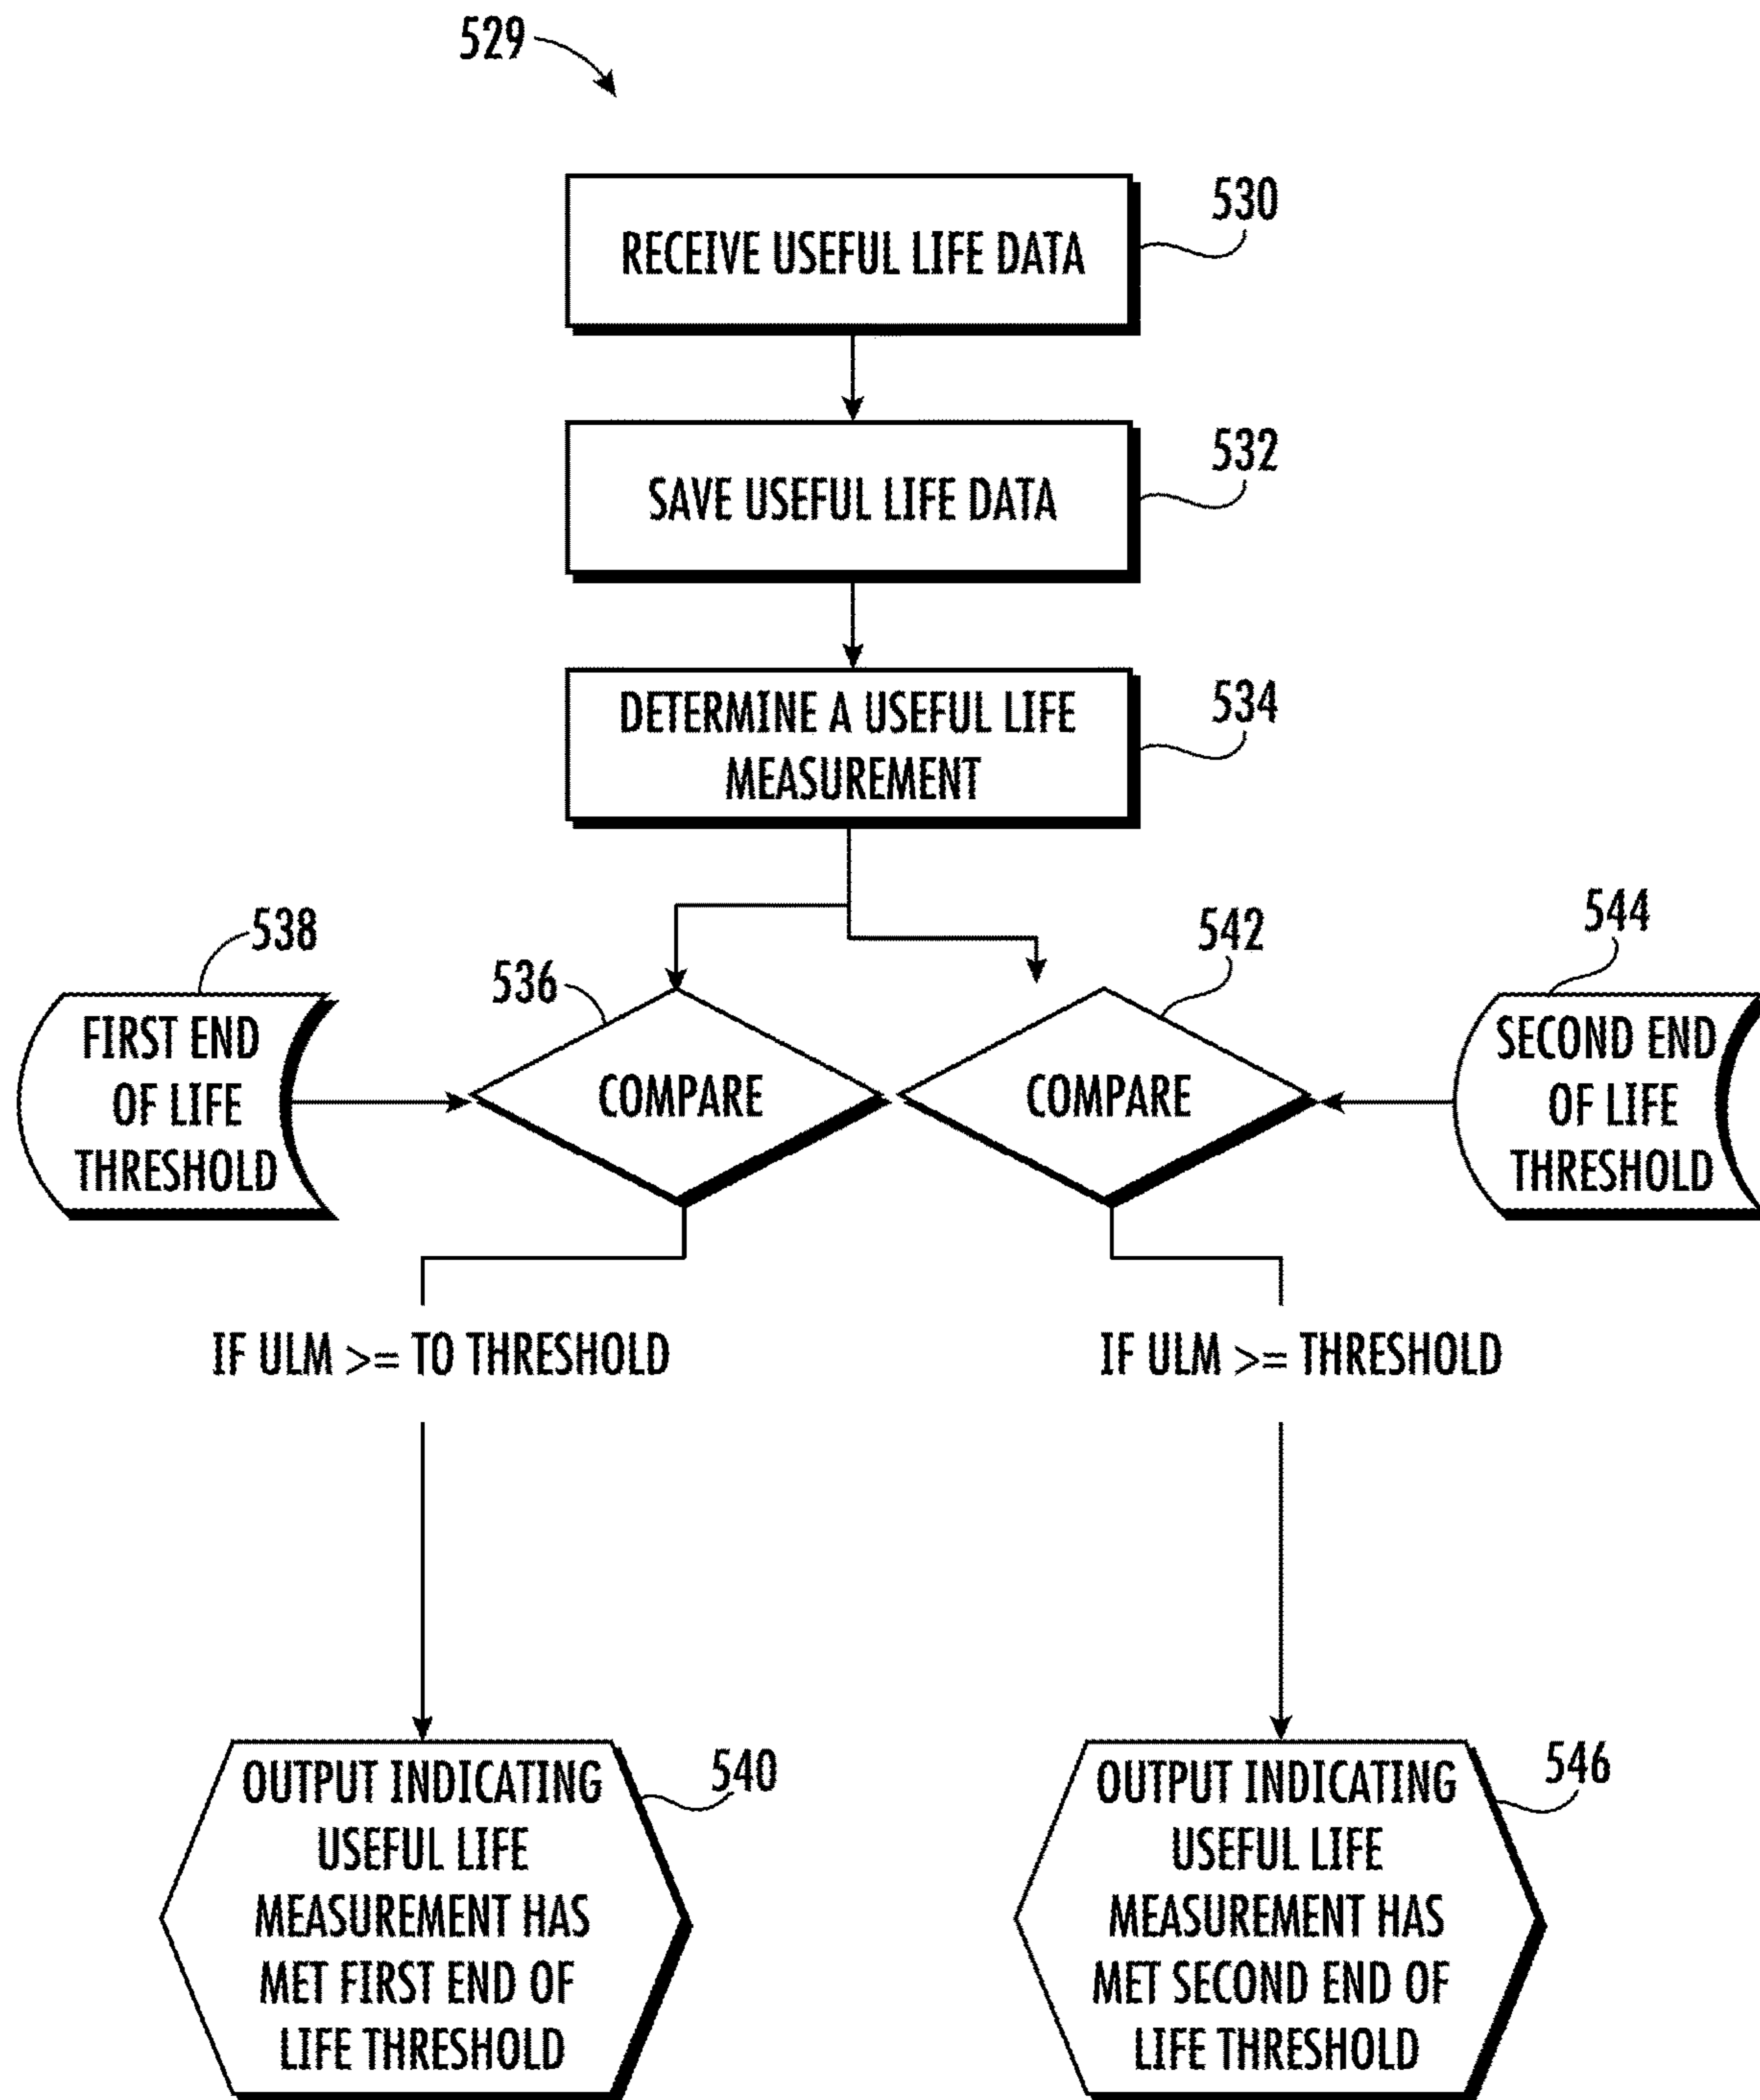 529
RECEIVE USEFUL LIFE DATA
530
SAVE USEFUL LIFE DATA
532
DETERMINE A USEFUL LIFE
MEASUREMENT
534
538
FIRST END
OF LIFE
THRESHOLD
536
COMPARE
542
COMPARE
544
SECOND END
OF LIFE
THRESHOLD
IF ULM >= TO THRESHOLD
IF ULM >= THRESHOLD
OUTPUT INDICATING
USEFUL LIFE
MEASUREMENT HAS
MET FIRST END OF
LIFE THRESHOLD
540
OUTPUT INDICATING
USEFUL LIFE
MEASUREMENT HAS
MET SECOND END OF
LIFE THRESHOLD
546